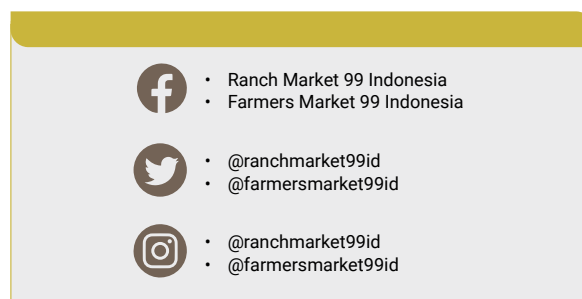 • Ranch Market 99 Indonesia
• Farmers Market 99 Indonesia
• @ranchmarket99id
• @farmersmarket99id
• @ranchmarket99id
• @farmersmarket99id